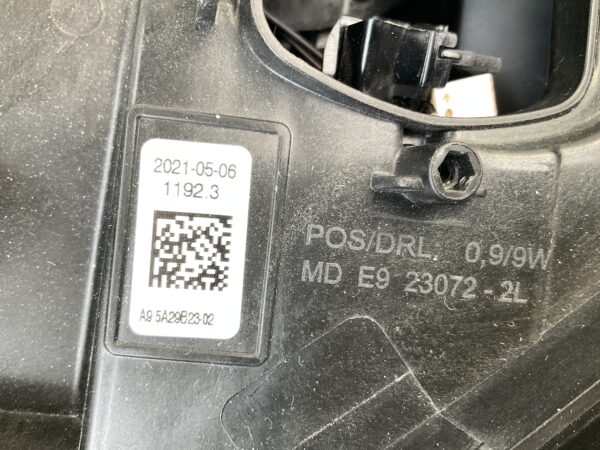 2021-05-06
1192.3
A9 5A29B23-02
POS/DRL. 0,9/9W
MD E9 23072-2L